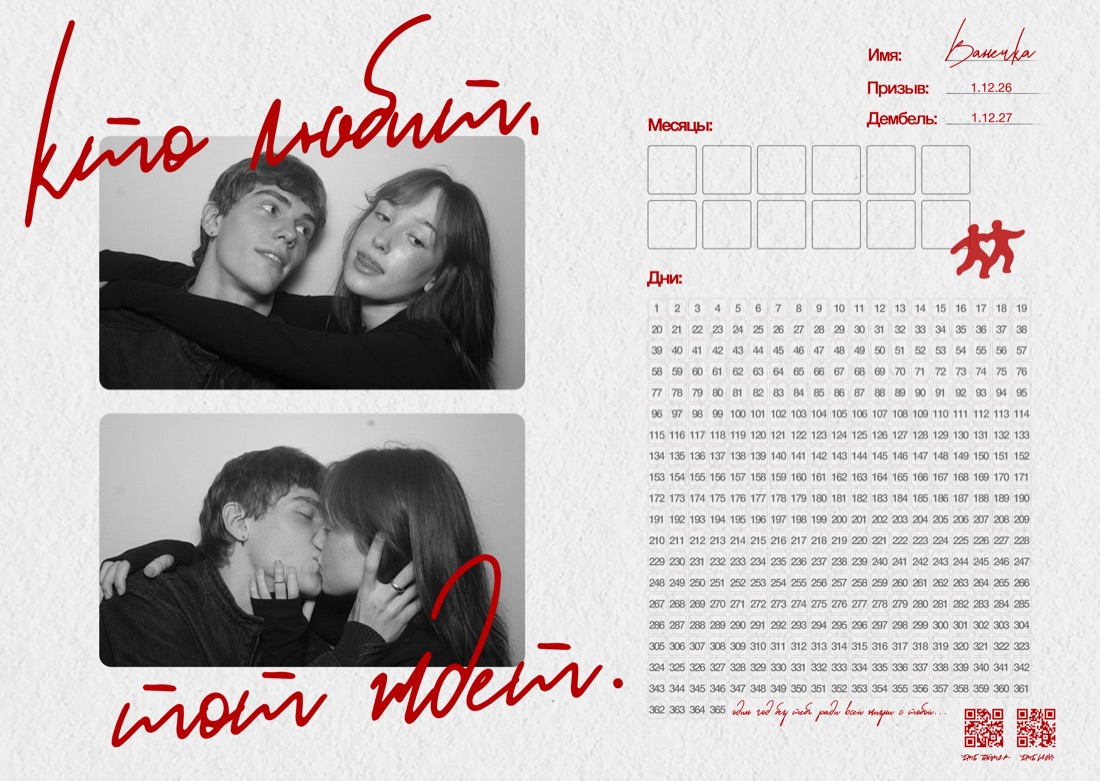 кто любит,
тот ждет.
Имя: Ванечка
Призыв: 1.12.26
Дембель: 1.12.27
Месяцы:
Дни:
1 2 3 4 5 6 7 8 9 10 11 12 13 14 15 16 17 18 19
20 21 22 23 24 25 26 27 28 29 30 31 32 33 34 35 36 37 38
39 40 41 42 43 44 45 46 47 48 49 50 51 52 53 54 55 56 57
58 59 60 61 62 63 64 65 66 67 68 69 70 71 72 73 74 75 76
77 78 79 80 81 82 83 84 85 86 87 88 89 90 91 92 93 94 95
96 97 98 99 100 101 102 103 104 105 106 107 108 109 110 111 112 113 114
115 116 117 118 119 120 121 122 123 124 125 126 127 128 129 130 131 132 133
134 135 136 137 138 139 140 141 142 143 144 145 146 147 148 149 150 151 152
153 154 155 156 157 158 159 160 161 162 163 164 165 166 167 168 169 170 171
172 173 174 175 176 177 178 179 180 181 182 183 184 185 186 187 188 189 190
191 192 193 194 195 196 197 198 199 200 201 202 203 204 205 206 207 208 209
210 211 212 213 214 215 216 217 218 219 220 221 222 223 224 225 226 227 228
229 230 231 232 233 234 235 236 237 238 239 240 241 242 243 244 245 246 247
248 249 250 251 252 253 254 255 256 257 258 259 260 261 262 263 264 265 266
267 268 269 270 271 272 273 274 275 276 277 278 279 280 281 282 283 284 285
286 287 288 289 290 291 292 293 294 295 296 297 298 299 300 301 302 303 304
305 306 307 308 309 310 311 312 313 314 315 316 317 318 319 320 321 322 323
324 325 326 327 328 329 330 331 332 333 334 335 336 337 338 339 340 341 342
343 344 345 346 347 348 349 350 351 352 353 354 355 356 357 358 359 360 361
362 363 364 365 один год без тебя ради всей жизни с тобой...